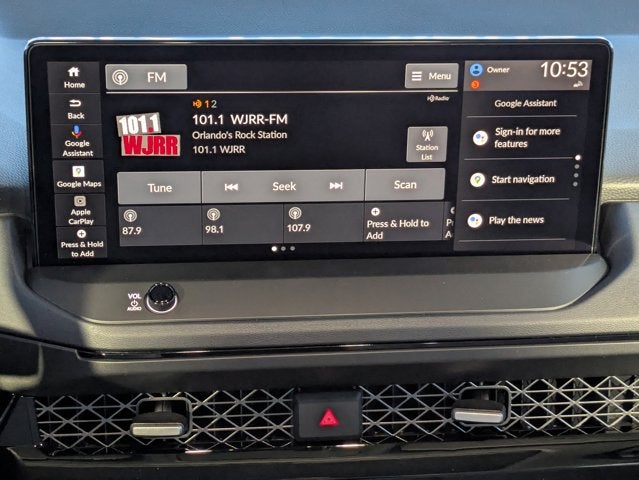 Home
Back
Google
Assistant
Google Maps
Apple
CarPlay
Press & Hold
to Add
FM
Menu
HD 1 2
HD Radio
101.1
WJRR
101.1 WJRR-FM
Orlando's Rock Station
101.1 WJRR
Station
List
Tune
Seek
Scan
87.9
98.1
107.9
Press & Hold to
Add
Owner
10:53
Google Assistant
Sign-in for more
features
Start navigation
Play the news
VOL
AUDIO